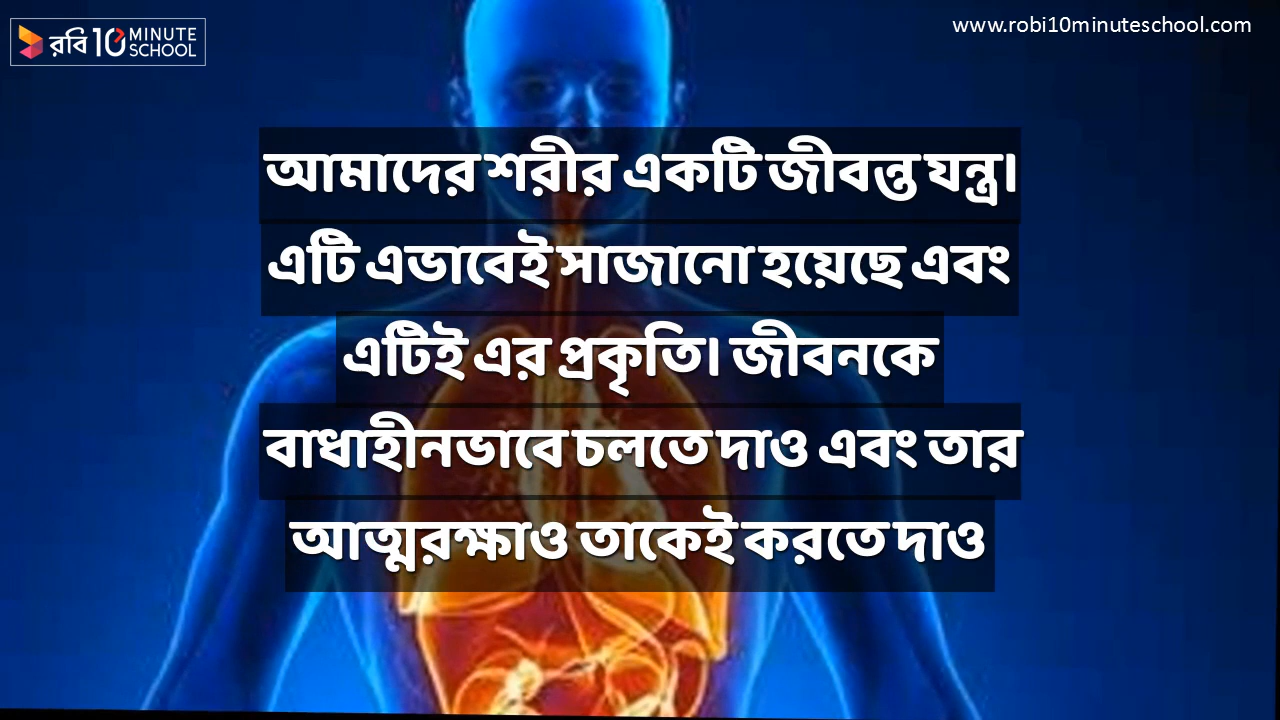 রবি 10 MINUTE SCHOOL
www.robi10minuteschool.com
আমাদের শরীর একটি জীবন্ত যন্ত্র।
এটি এভাবেই সাজানো হয়েছে এবং
এটিই এর প্রকৃতি। জীবনকে
বাধাহীনভাবে চলতে দাও এবং তার
আত্মরক্ষাও তাকেই করতে দাও